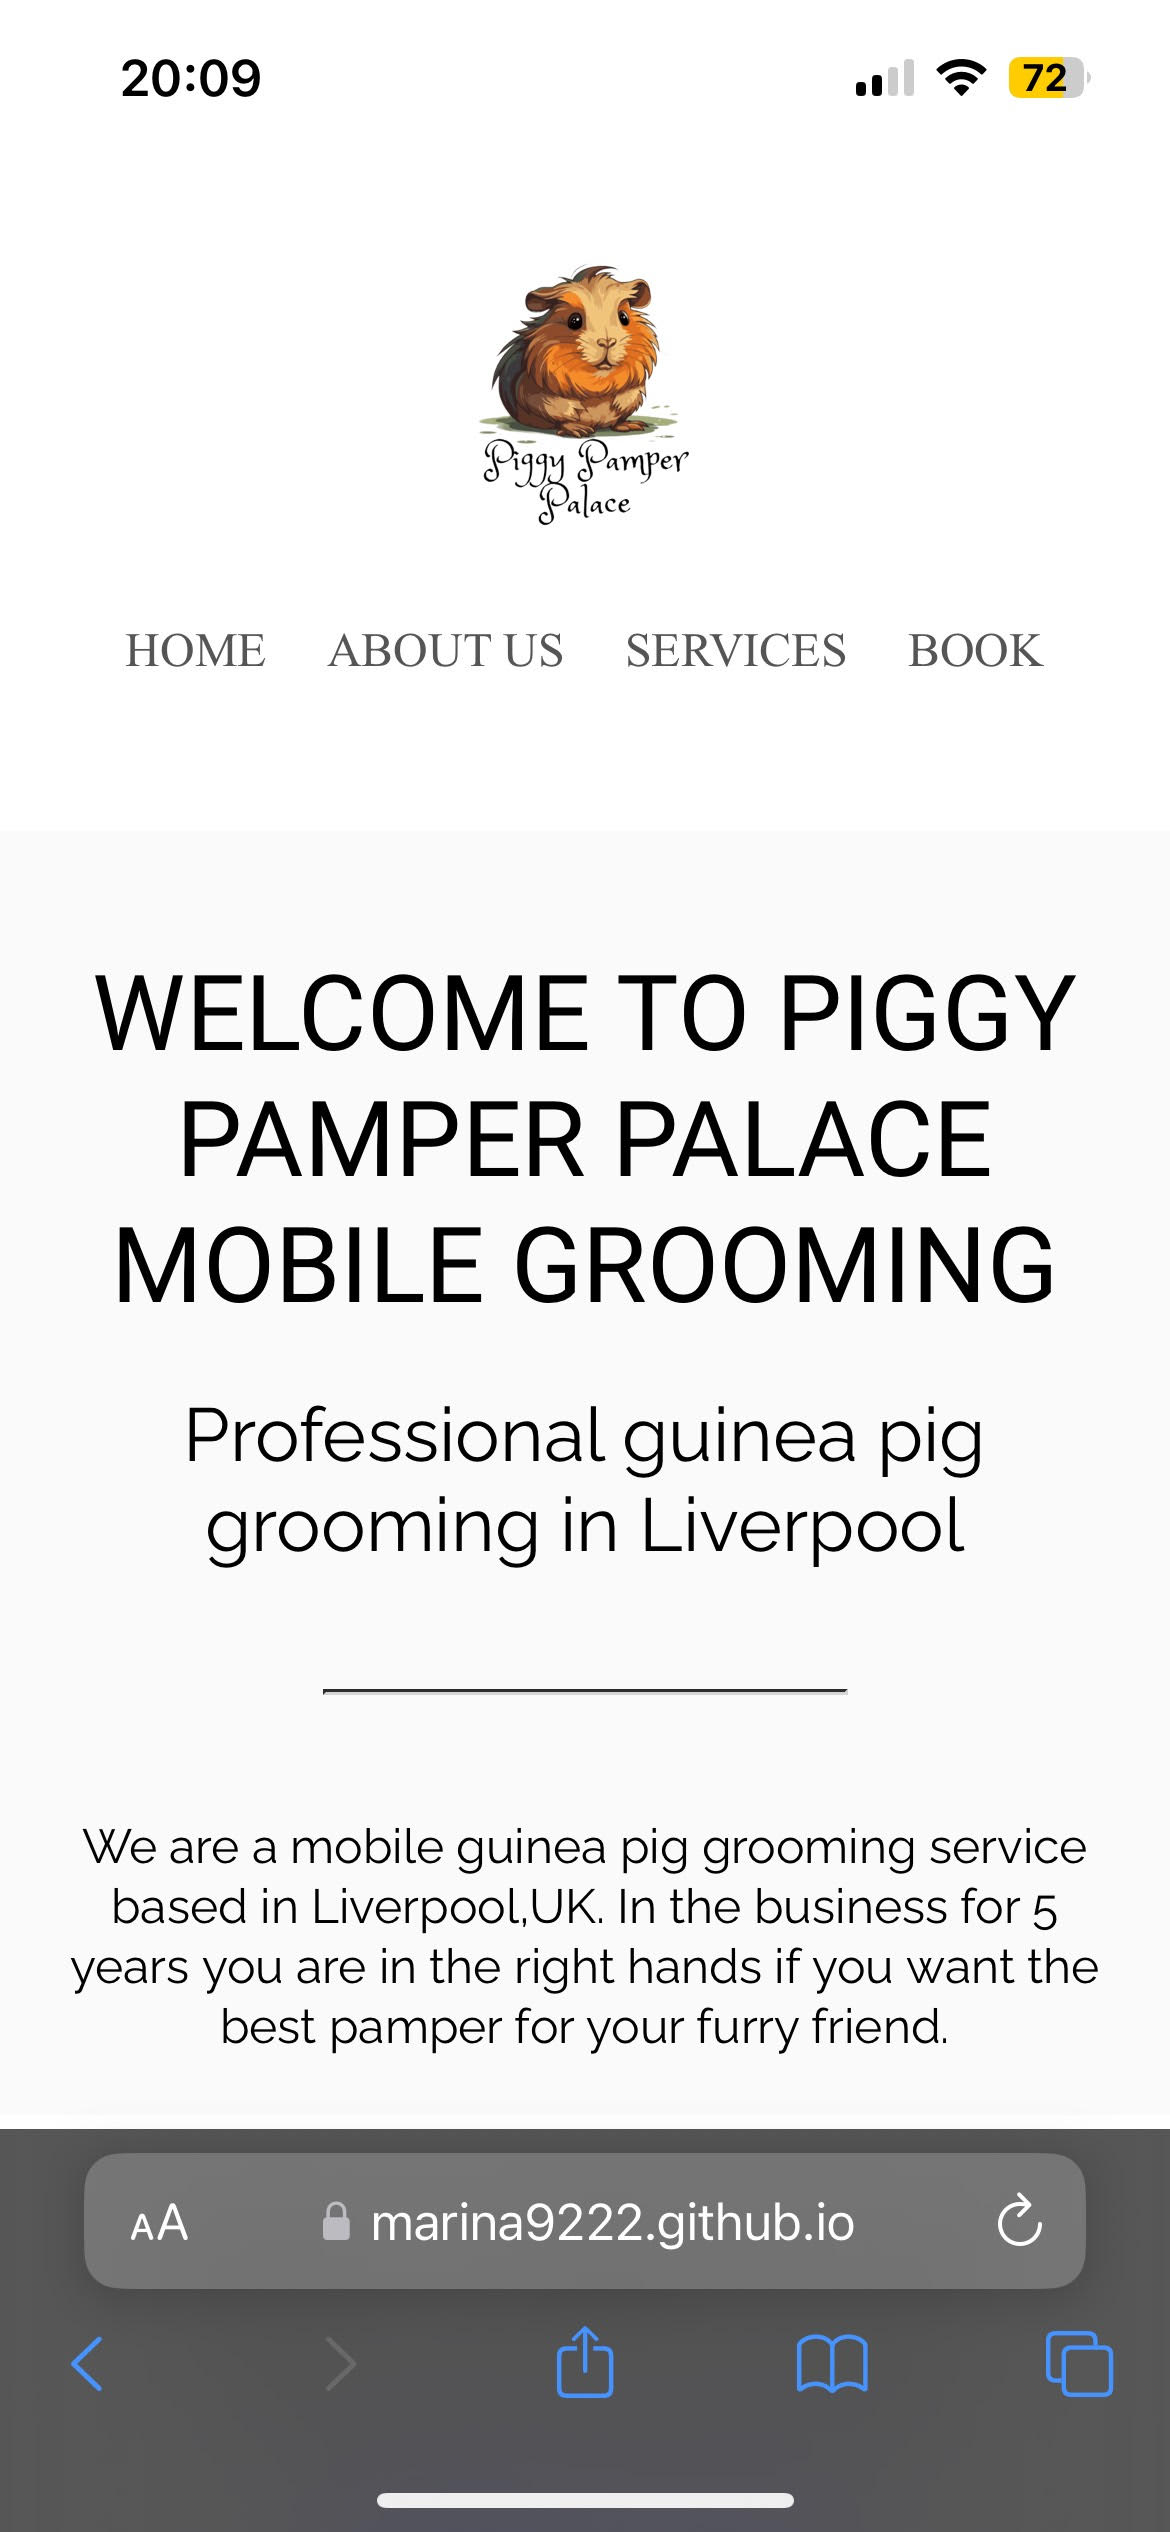 20:09
72
Piggy Pamper
Palace
HOME ABOUT US SERVICES BOOK
WELCOME TO PIGGY
PAMPER PALACE
MOBILE GROOMING
Professional guinea pig
grooming in Liverpool
We are a mobile guinea pig grooming service
based in Liverpool,UK. In the business for 5
years you are in the right hands if you want the
best pamper for your furry friend.
AA marina9222.github.io